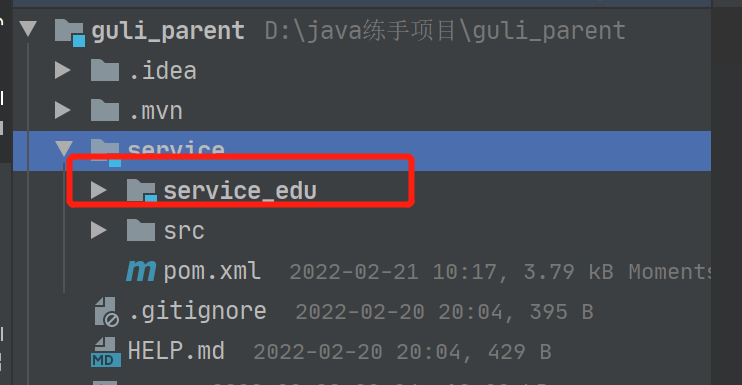 guli_parent D:\java练手项目\guli_parent
.idea
.mvn
service
service_edu
src
pom.xml 2022-02-21 10:17, 3.79 kB Moments
.gitignore 2022-02-20 20:04, 395 B
MD HELP.md 2022-02-20 20:04, 429 B